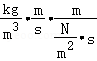 kg/m³ * m/s * m/(N/m² * s)